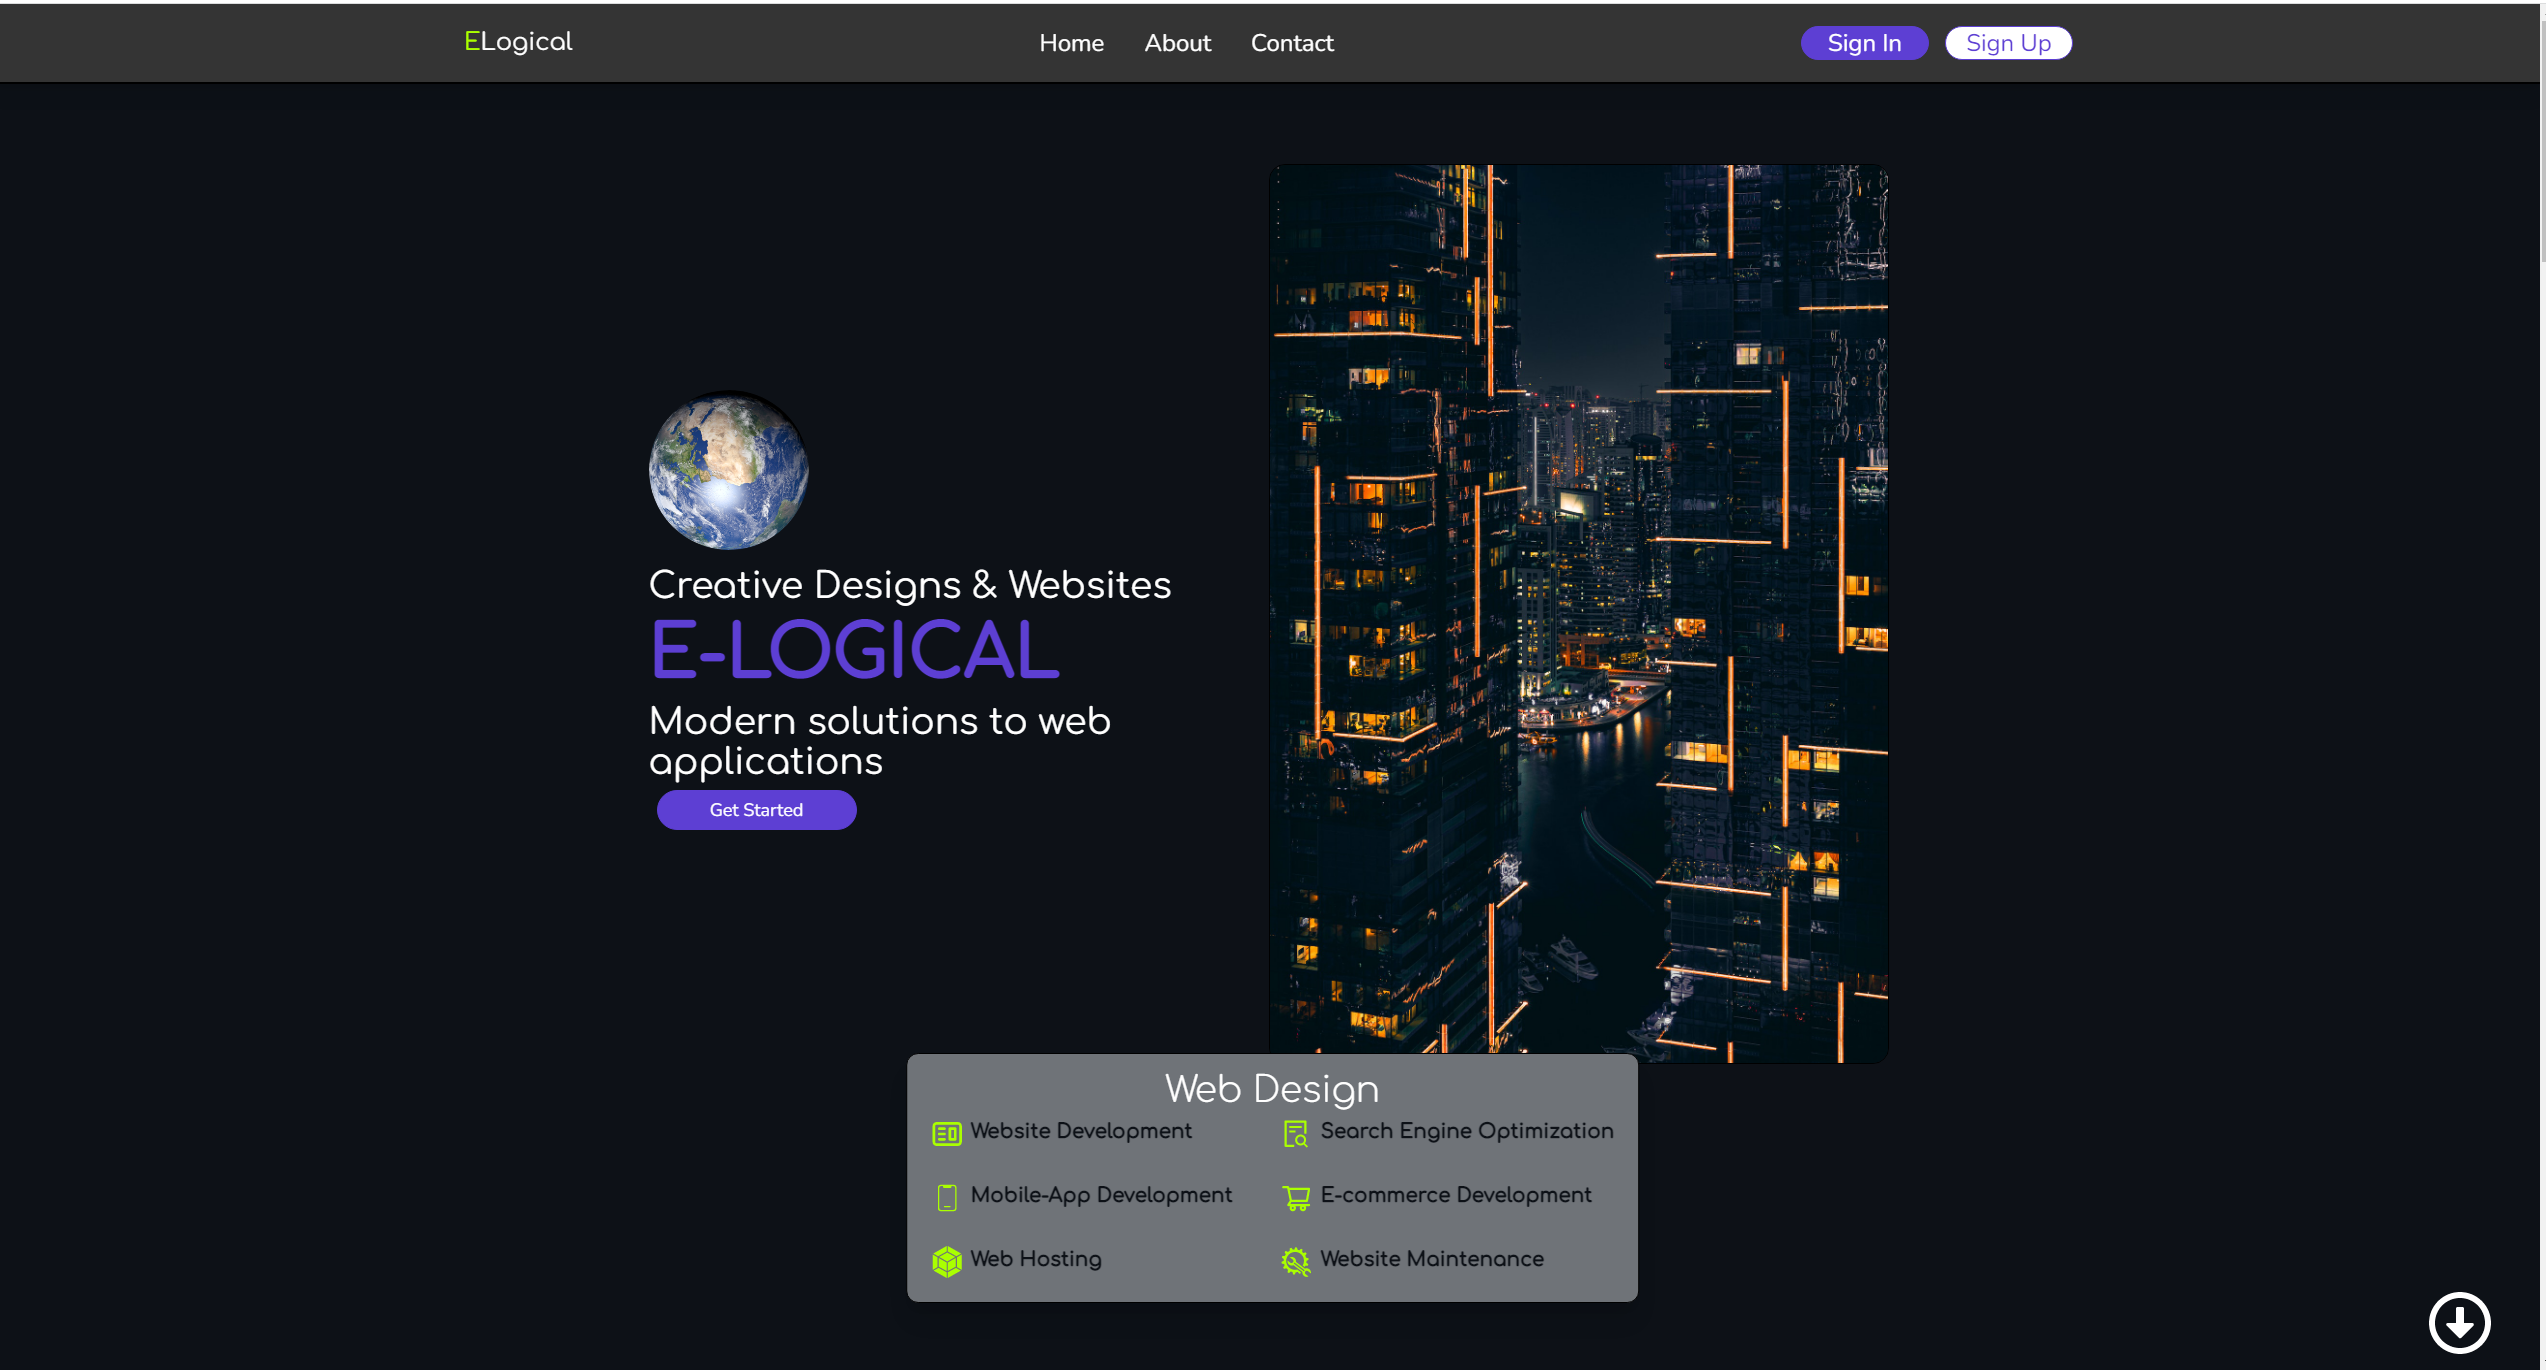 ELogical
Home About Contact
Sign In Sign Up
Creative Designs & Websites
E-LOGICAL
Modern solutions to web
applications
Get Started
Web Design
Website Development
Search Engine Optimization
Mobile-App Development
E-commerce Development
Web Hosting
Website Maintenance